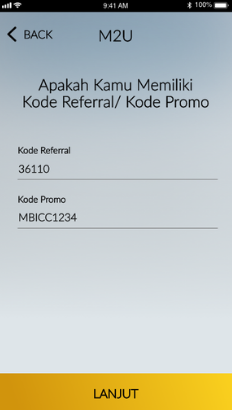 9:41 AM 100%
BACK M2U
Apakah Kamu Memiliki
Kode Referral/ Kode Promo
Kode Referral
36110
Kode Promo
MBICC1234
LANJUT